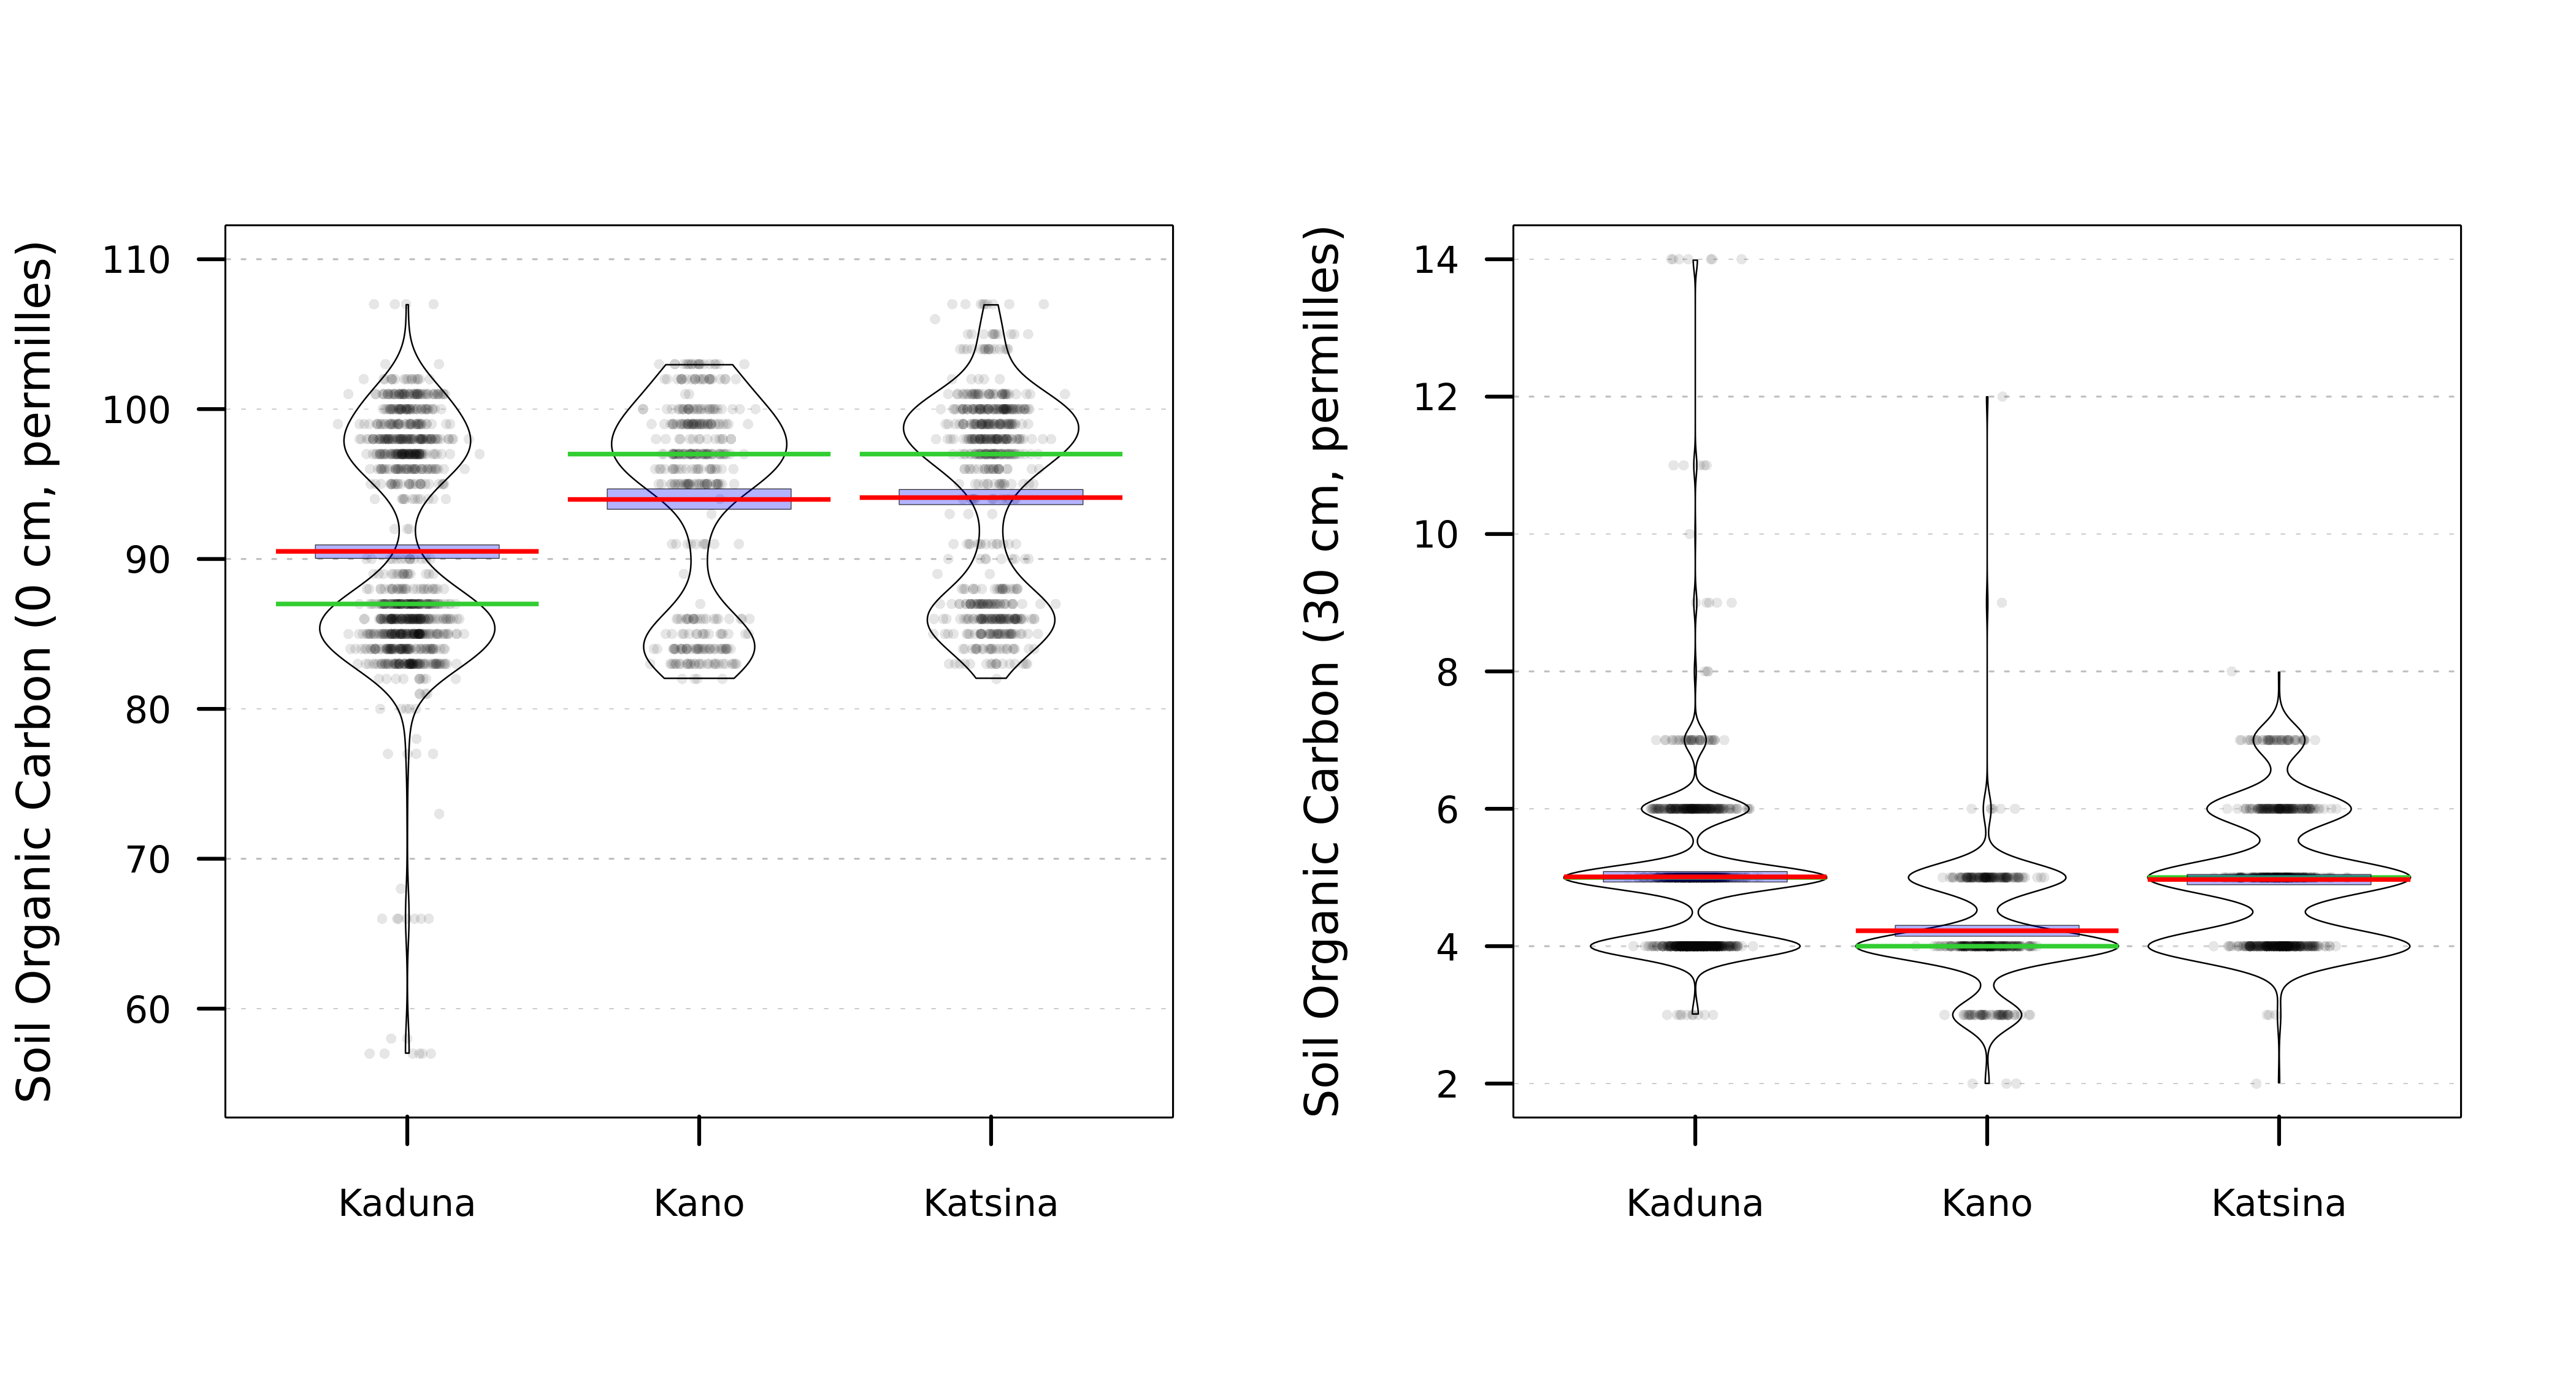 Soil Organic Carbon (0 cm, permilles)
110
100
90
80
70
60
Kaduna
Kano
Katsina
Soil Organic Carbon (30 cm, permilles)
14
12
10
8
6
4
2
Kaduna
Kano
Katsina